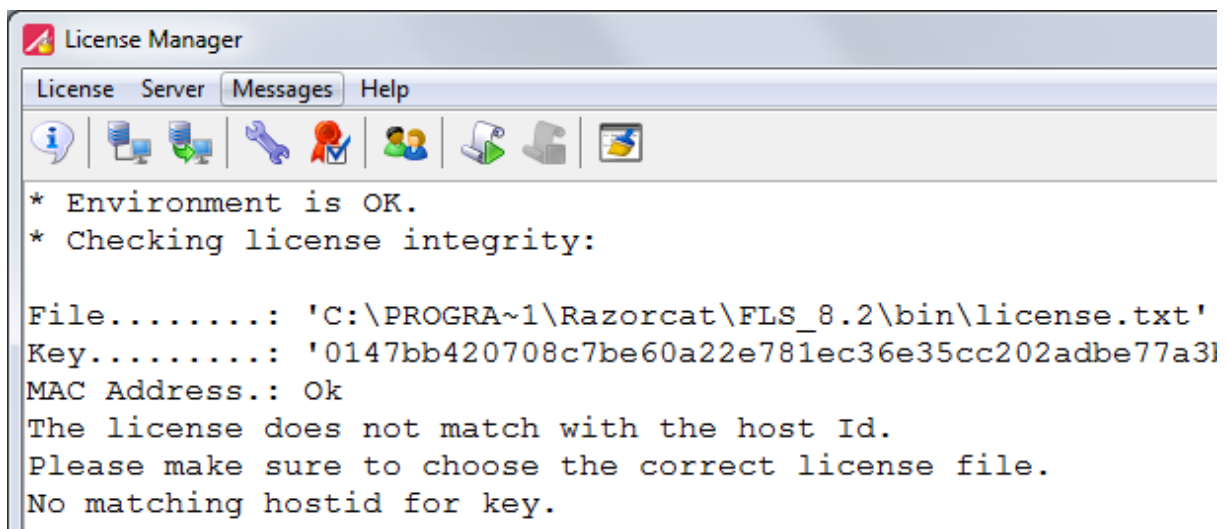 License Manager
License Server Messages Help
* Environment is OK.
* Checking license integrity:
File........: 'C:\PROGRA~1\Razorcat\FLS_8.2\bin\license.txt'
Key.........: '0147bb420708c7be60a22e781ec36e35cc202adbe77a3b
MAC Address.: Ok
The license does not match with the host Id.
Please make sure to choose the correct license file.
No matching hostid for key.